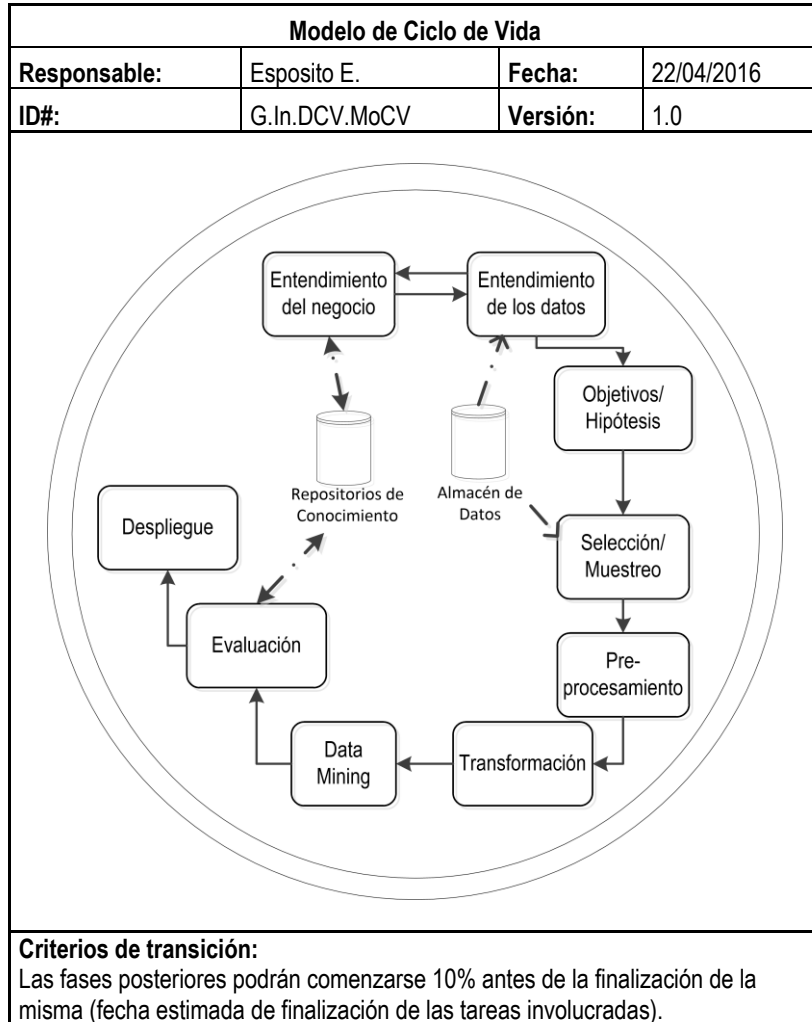 Modelo de Ciclo de Vida
Responsable: Esposito E. Fecha: 22/04/2016
ID#: G.In.DCV.MoCV Versión: 1.0
Entendimiento
del negocio
Entendimiento
de los datos
Objetivos/
Hipótesis
Repositorios de
Conocimiento
Almacén de
Datos
Despliegue
Selección/
Muestreo
Evaluación
Pre-
procesamiento
Data
Mining
Transformación
Criterios de transición:
Las fases posteriores podrán comenzarse 10% antes de la finalización de la
misma (fecha estimada de finalización de las tareas involucradas).